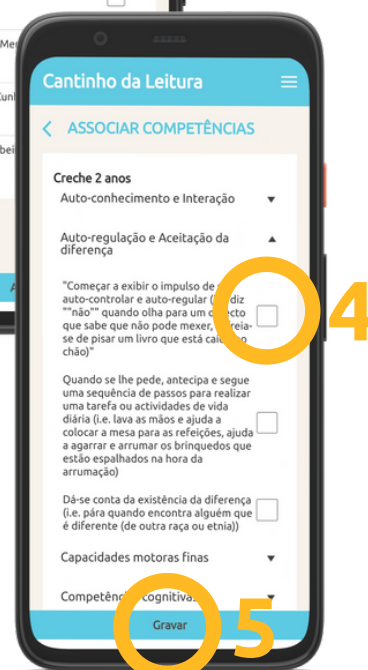 Cantinho da Leitura
ASSOCIAR COMPETÊNCIAS
Creche 2 anos
Auto-conhecimento e Interação
Auto-regulação e Aceitação da
diferença
"Começar a exibir o impulso de
auto-controlar e auto-regular ( diz
""não"" quando olha para um
que sabe que não pode mexer,
se de pisar um livro que está
chão)"
4
Quando se lhe pede, antecipa e segue
uma sequência de passos para realizar
uma tarefa ou actividades de vida
diária (i.e. lava as mãos e ajuda a
colocar a mesa para as refeições, ajuda
a agarrar e arrumar os brinquedos que
estão espalhados na hora da
arrumação)
Dá-se conta da existência da diferença
(i.e. pára quando encontra alguém que
é diferente (de outra raça ou etnia))
Capacidades motoras finas
Gravar
5